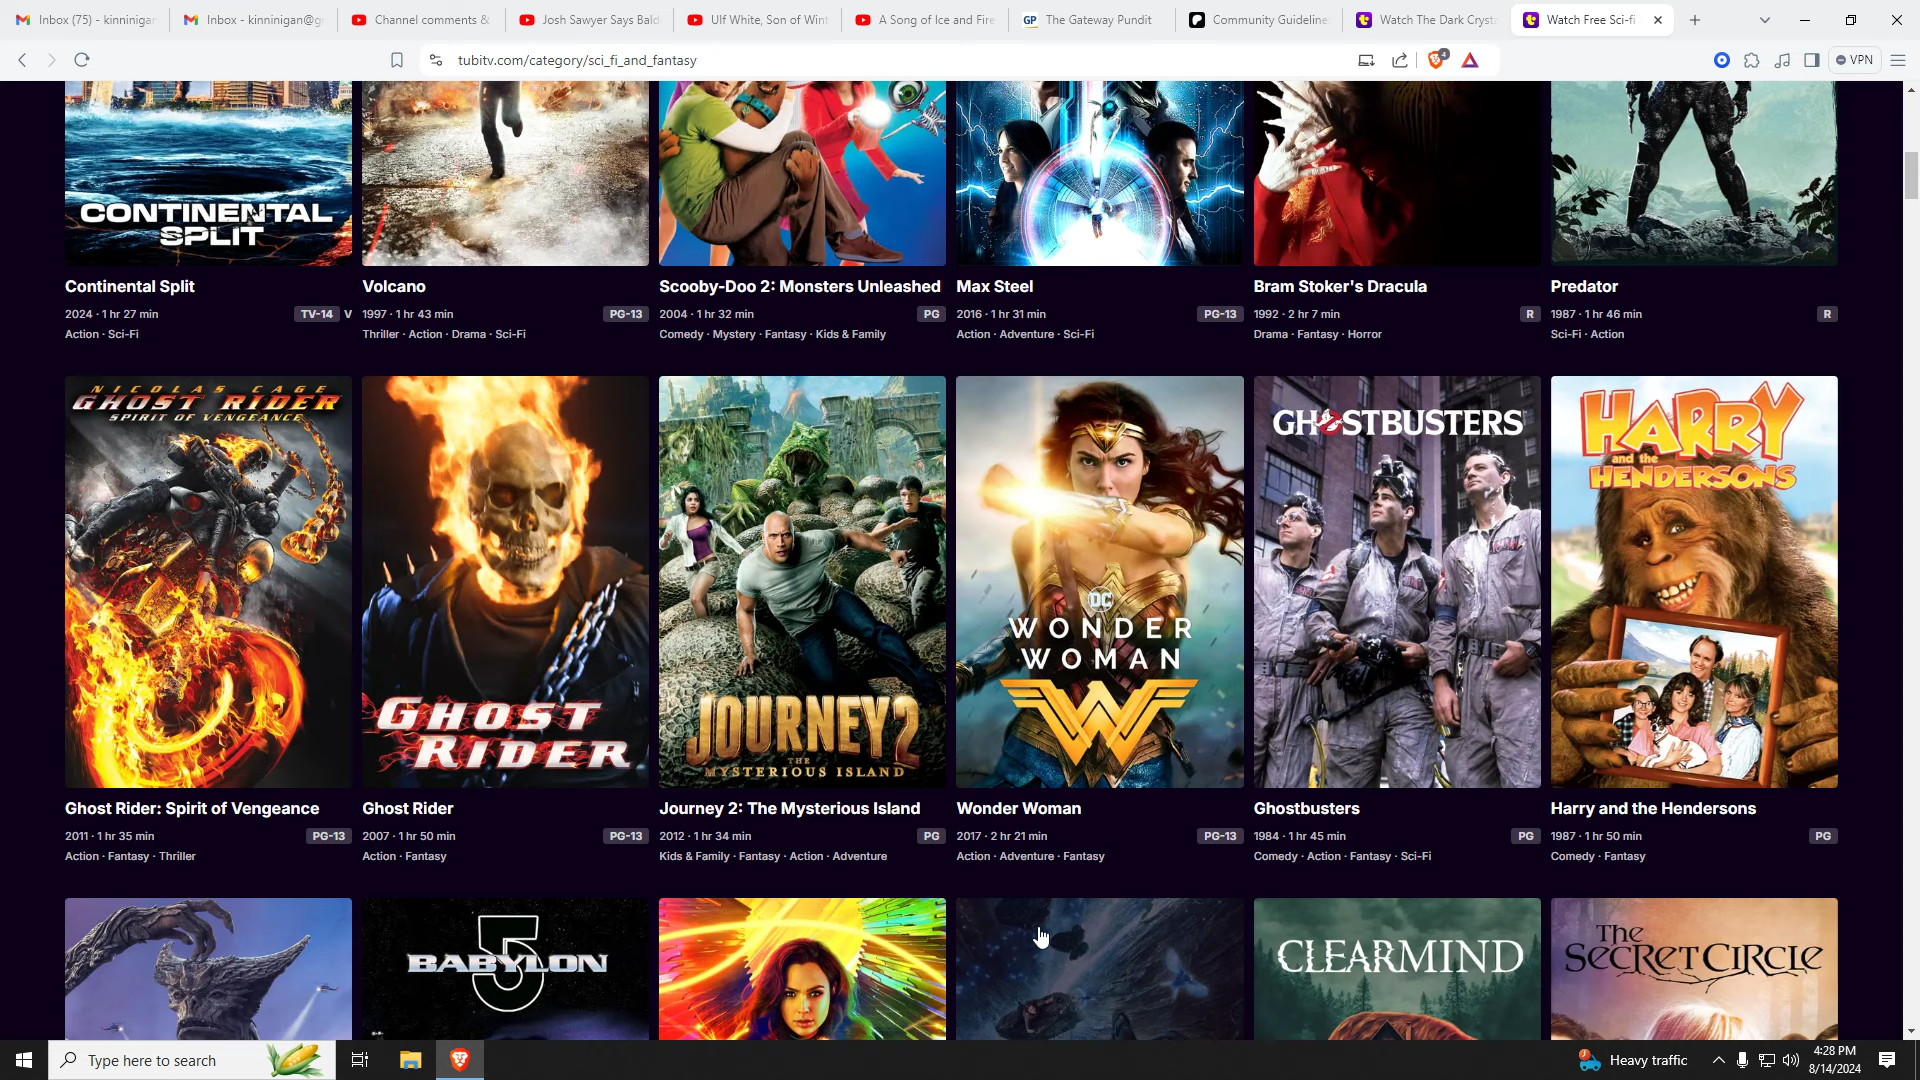 Inbox (75) - kinninigan
Inbox - kinninigan@g
Channel comments &
Josh Sawyer Says Bald
Ulf White, Son of Wint
A Song of Ice and Fire
GP The Gateway Pundit
Community Guidelines
Watch The Dark Crysta
Watch Free Sci-fi
tubitv.com/category/sci_fi_and_fantasy
4
VPN
CONTINENTAL
SPLIT
Continental Split
2024 · 1 hr 27 min TV-14 V
Action · Sci-Fi
Volcano
1997 · 1 hr 43 min PG-13
Thriller · Action · Drama · Sci-Fi
Scooby-Doo 2: Monsters Unleashed
2004 · 1 hr 32 min PG
Comedy · Mystery · Fantasy · Kids & Family
Max Steel
2016 · 1 hr 31 min PG-13
Action · Adventure · Sci-Fi
Bram Stoker's Dracula
1992 · 2 hr 7 min R
Drama · Fantasy · Horror
Predator
1987 · 1 hr 46 min R
Sci-Fi · Action
NICOLAS CAGE
GHOST RIDER
SPIRIT OF VENGEANCE
GHOST
RIDER
JOURNEY 2
THE
MYSTERIOUS ISLAND
DC
WONDER
WOMAN
GHOSTBUSTERS
HARRY
and the
HENDERSONS
Ghost Rider: Spirit of Vengeance
2011 · 1 hr 35 min PG-13
Action · Fantasy · Thriller
Ghost Rider
2007 · 1 hr 50 min PG-13
Action · Fantasy
Journey 2: The Mysterious Island
2012 · 1 hr 34 min PG
Kids & Family · Fantasy · Action · Adventure
Wonder Woman
2017 · 2 hr 21 min PG-13
Action · Adventure · Fantasy
Ghostbusters
1984 · 1 hr 45 min PG
Comedy · Action · Fantasy · Sci-Fi
Harry and the Hendersons
1987 · 1 hr 50 min PG
Comedy · Fantasy
BABYLON 5
CLEARMIND
The
SECRET CIRCLE
Type here to search
Heavy traffic
4:28 PM
8/14/2024